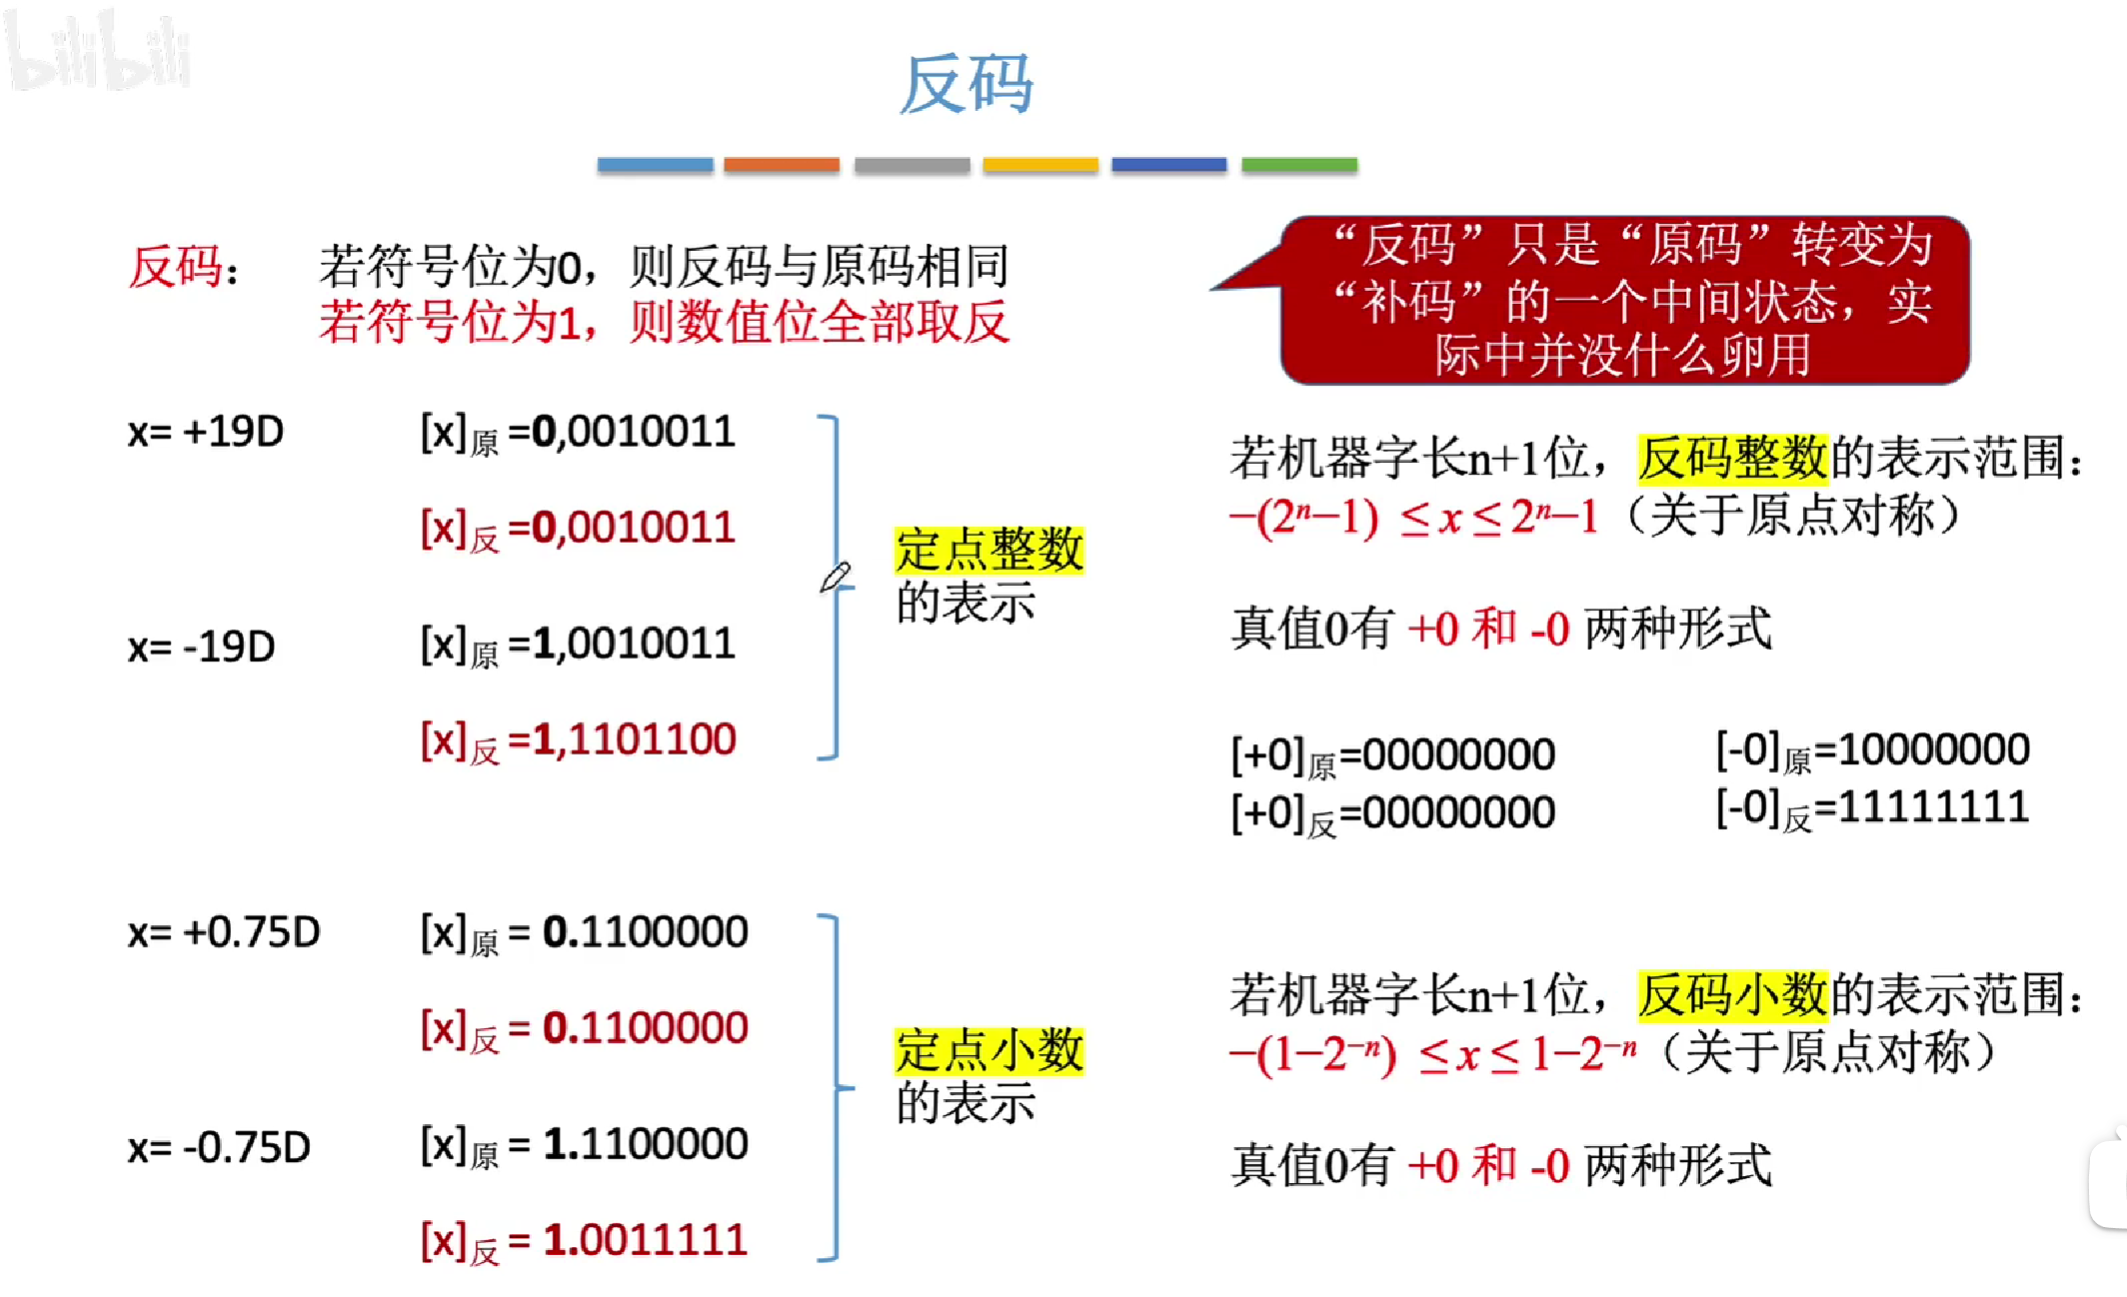 bilibili
反码
反码： 若符号位为0，则反码与原码相同
若符号位为1，则数值位全部取反
“反码”只是“原码”转变为
“补码”的一个中间状态，实
际中并没什么卵用
x= +19D [x]原 =0,0010011
[x]反 =0,0010011
x= -19D [x]原 =1,0010011
[x]反 =1,1101100
定点整数
的表示
若机器字长n+1位，反码整数的表示范围：
−(2ⁿ−1) ≤ x ≤ 2ⁿ−1（关于原点对称）
真值0有 +0 和 -0 两种形式
[+0]原=00000000 [-0]原=10000000
[+0]反=00000000 [-0]反=11111111
x= +0.75D [x]原 = 0.1100000
[x]反 = 0.1100000
x= -0.75D [x]原 = 1.1100000
[x]反 = 1.0011111
定点小数
的表示
若机器字长n+1位，反码小数的表示范围：
−(1−2⁻ⁿ) ≤ x ≤ 1−2⁻ⁿ（关于原点对称）
真值0有 +0 和 -0 两种形式